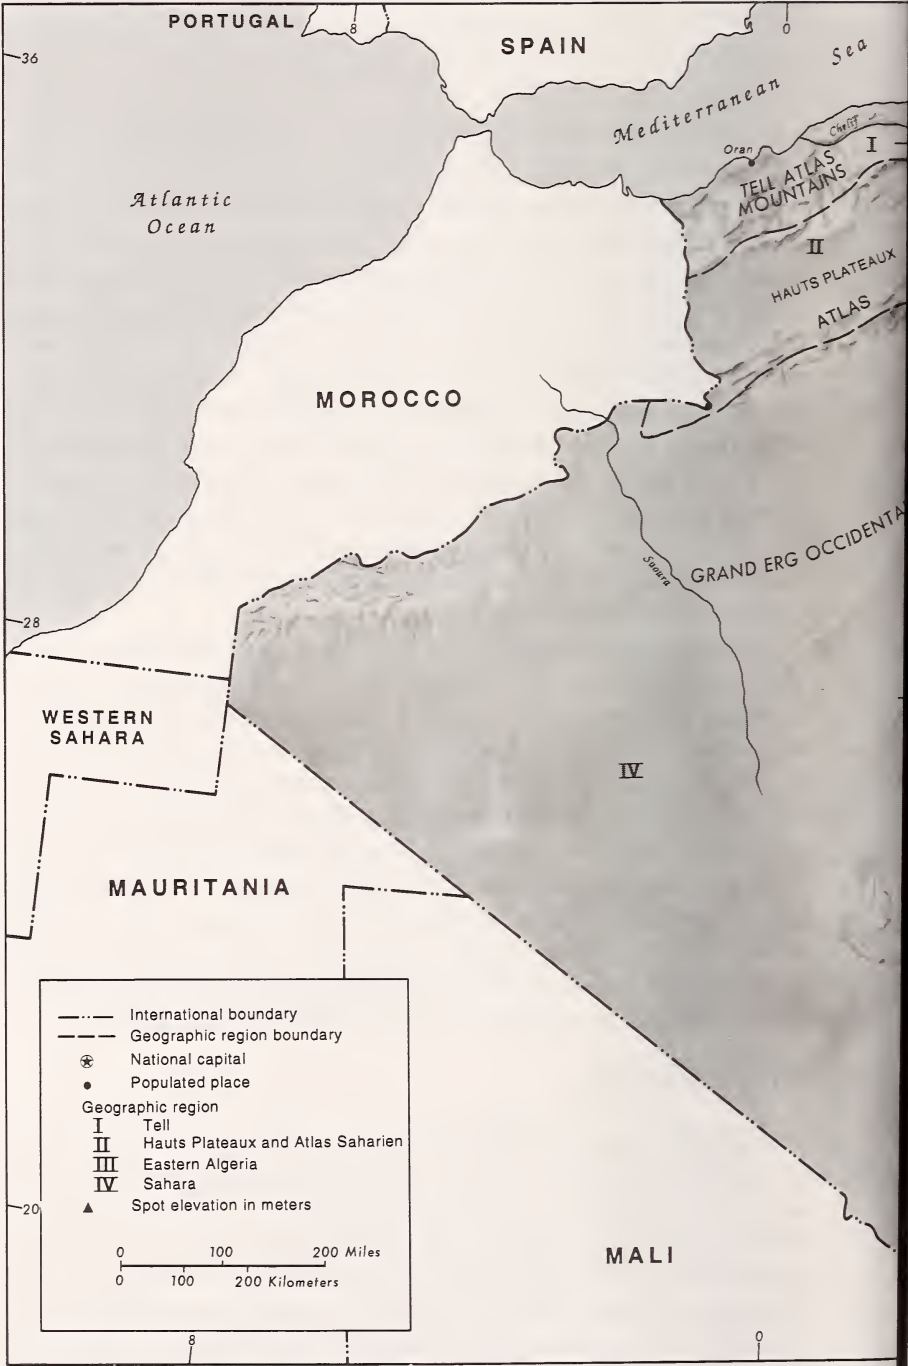 PORTUGAL
8
0
36
SPAIN
Mediterranean Sea
Oran
Chelif
I
TELL ATLAS
MOUNTAINS
Atlantic
Ocean
II
HAUTS PLATEAUX
ATLAS
MOROCCO
GRAND ERG OCCIDENTA
Saoura
28
WESTERN
SAHARA
IV
MAURITANIA
International boundary
Geographic region boundary
National capital
Populated place
Geographic region
I Tell
II Hauts Plateaux and Atlas Saharien
III Eastern Algeria
IV Sahara
Spot elevation in meters
20
0 100 200 Miles
0 100 200 Kilometers
MALI
8
0